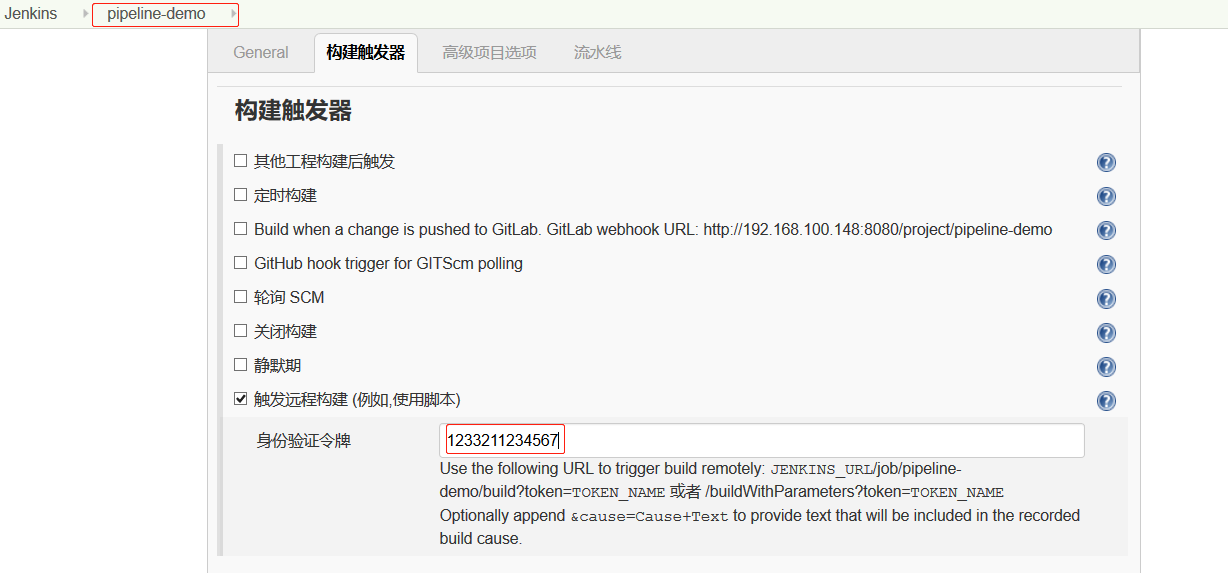 Jenkins pipeline-demo
General 构建触发器 高级项目选项 流水线
构建触发器
其他工程构建后触发
定时构建
Build when a change is pushed to GitLab. GitLab webhook URL: http://192.168.100.148:8080/project/pipeline-demo
GitHub hook trigger for GITScm polling
轮询 SCM
关闭构建
静默期
触发远程构建 (例如,使用脚本)
身份验证令牌 1233211234567
Use the following URL to trigger build remotely: JENKINS_URL/job/pipeline-
demo/build?token=TOKEN_NAME 或者 /buildWithParameters?token=TOKEN_NAME
Optionally append &cause=Cause+Text to provide text that will be included in the recorded
build cause.